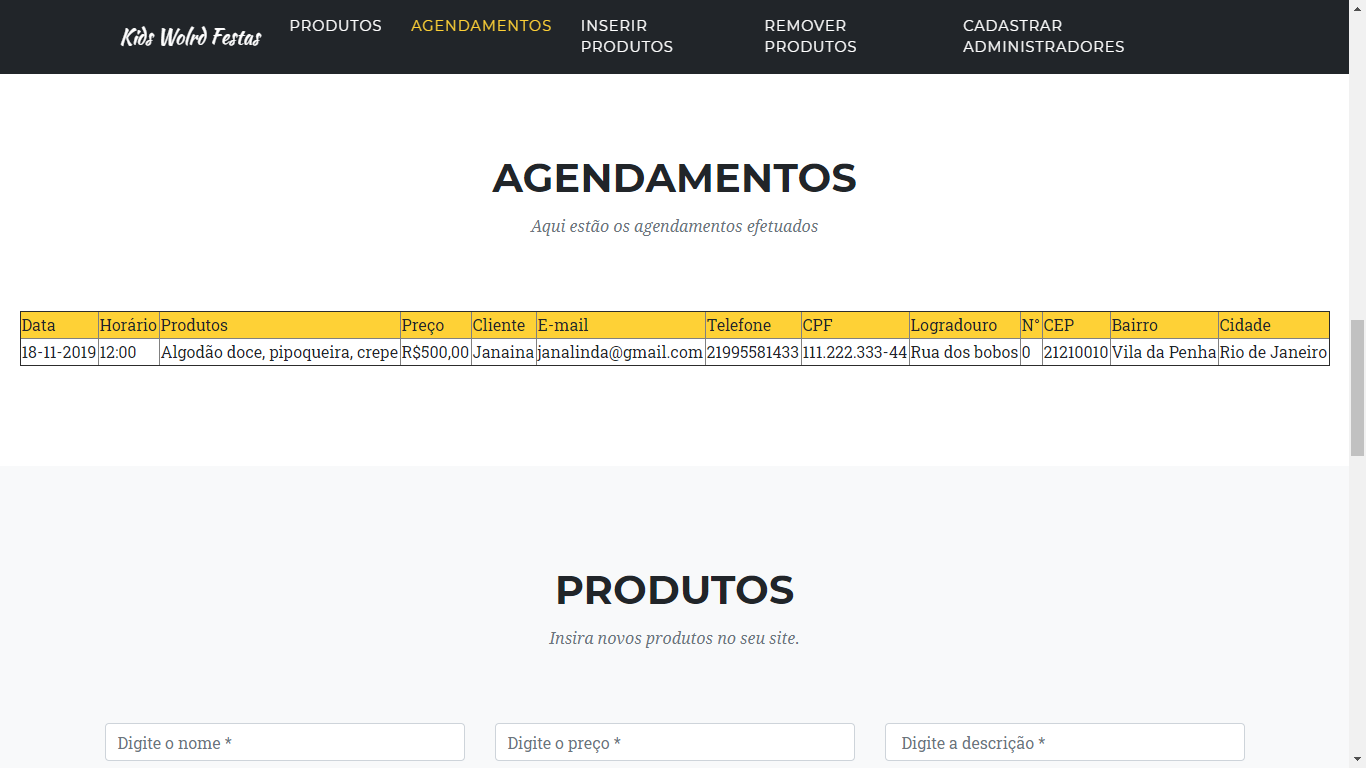 Kids Wolrd Festas
PRODUTOS
AGENDAMENTOS
INSERIR
PRODUTOS
REMOVER
PRODUTOS
CADASTRAR
ADMINISTRADORES
AGENDAMENTOS
Aqui estão os agendamentos efetuados
Data Horário Produtos Preço Cliente E-mail Telefone CPF Logradouro N° CEP Bairro Cidade
18-11-2019 12:00 Algodão doce, pipoqueira, crepe R$500,00 Janaina janalinda@gmail.com 21995581433 111.222.333-44 Rua dos bobos 0 21210010 Vila da Penha Rio de Janeiro
PRODUTOS
Insira novos produtos no seu site.
Digite o nome * Digite o preço * Digite a descrição *